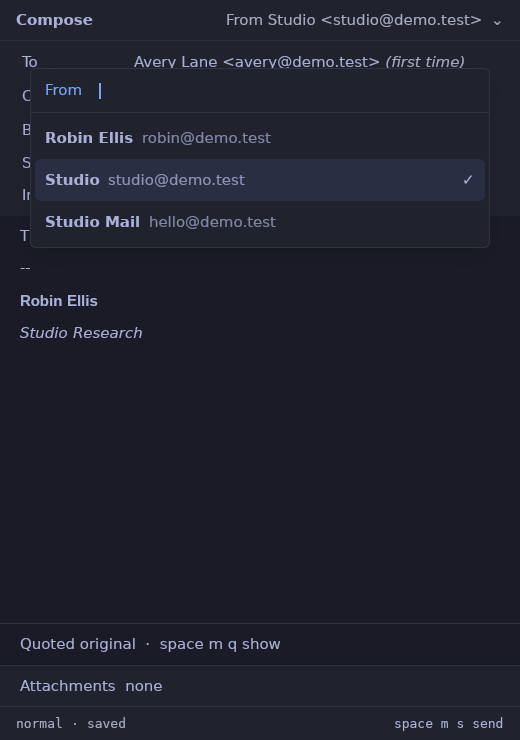 Compose From Studio <studio@demo.test> ⌄
To Avery Lane <avery@demo.test> (first time)
From
Robin Ellis robin@demo.test
Studio studio@demo.test ✓
Studio Mail hello@demo.test
--
Robin Ellis
Studio Research
Quoted original · space m q show
Attachments none
normal · saved space m s send